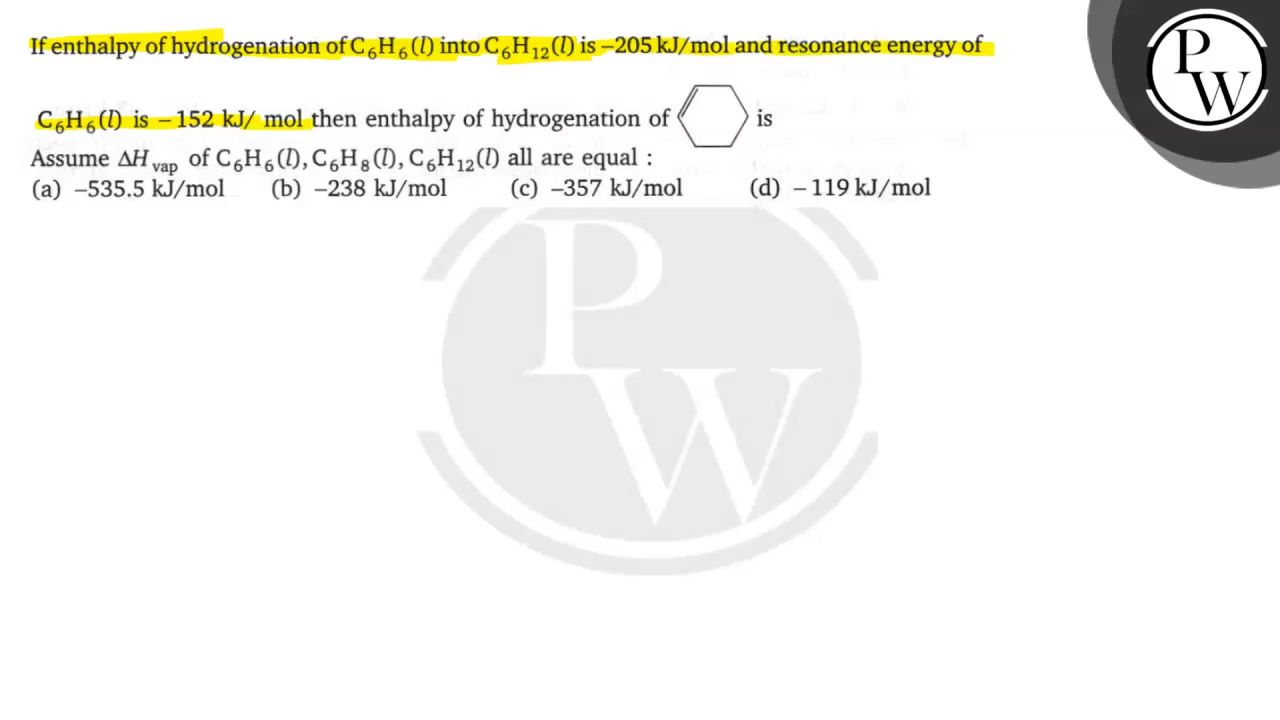 If enthalpy of hydrogenation of C₆H₆(l) into C₆H₁₂(l) is −205 kJ/mol and resonance energy of
C₆H₆(l) is − 152 kJ/ mol then enthalpy of hydrogenation of is
Assume ΔH vap of C₆H₆(l), C₆H₈(l), C₆H₁₂(l) all are equal :
(a) −535.5 kJ/mol (b) −238 kJ/mol (c) −357 kJ/mol (d) − 119 kJ/mol
P
W
P
W